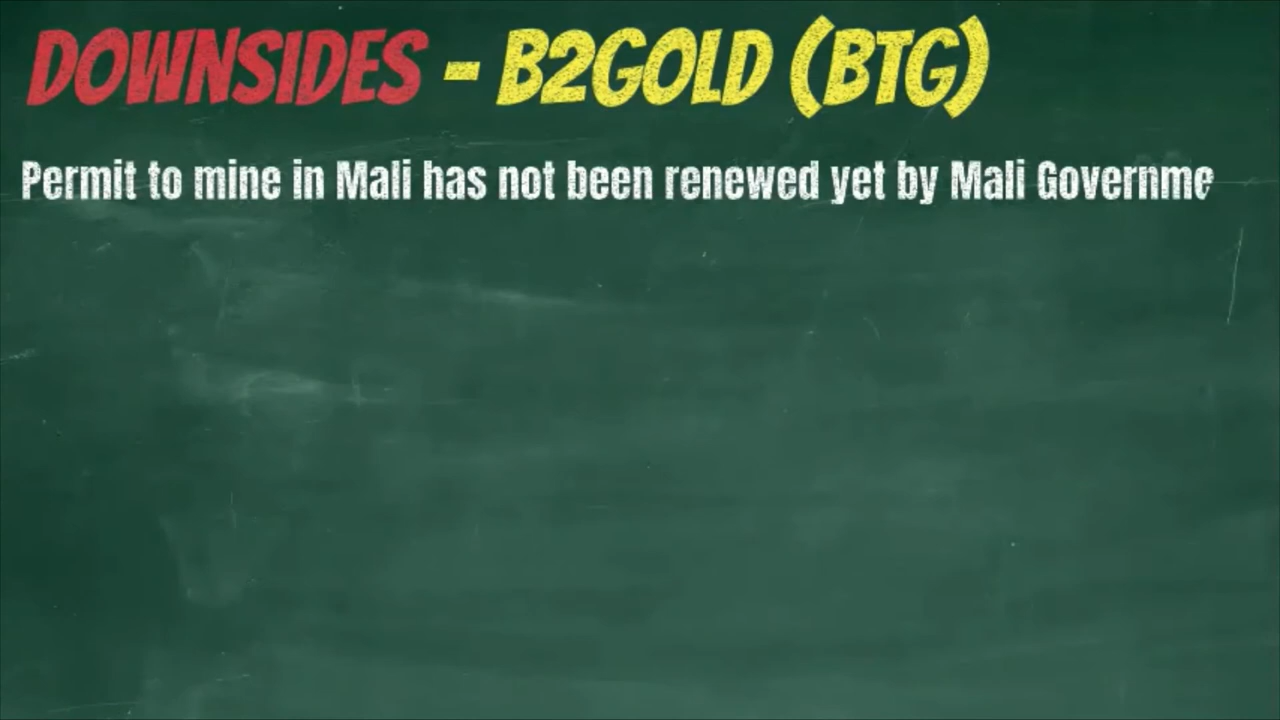 DOWNSIDES - B2GOLD (BTG)
Permit to mine in Mali has not been renewed yet by Mali Governme